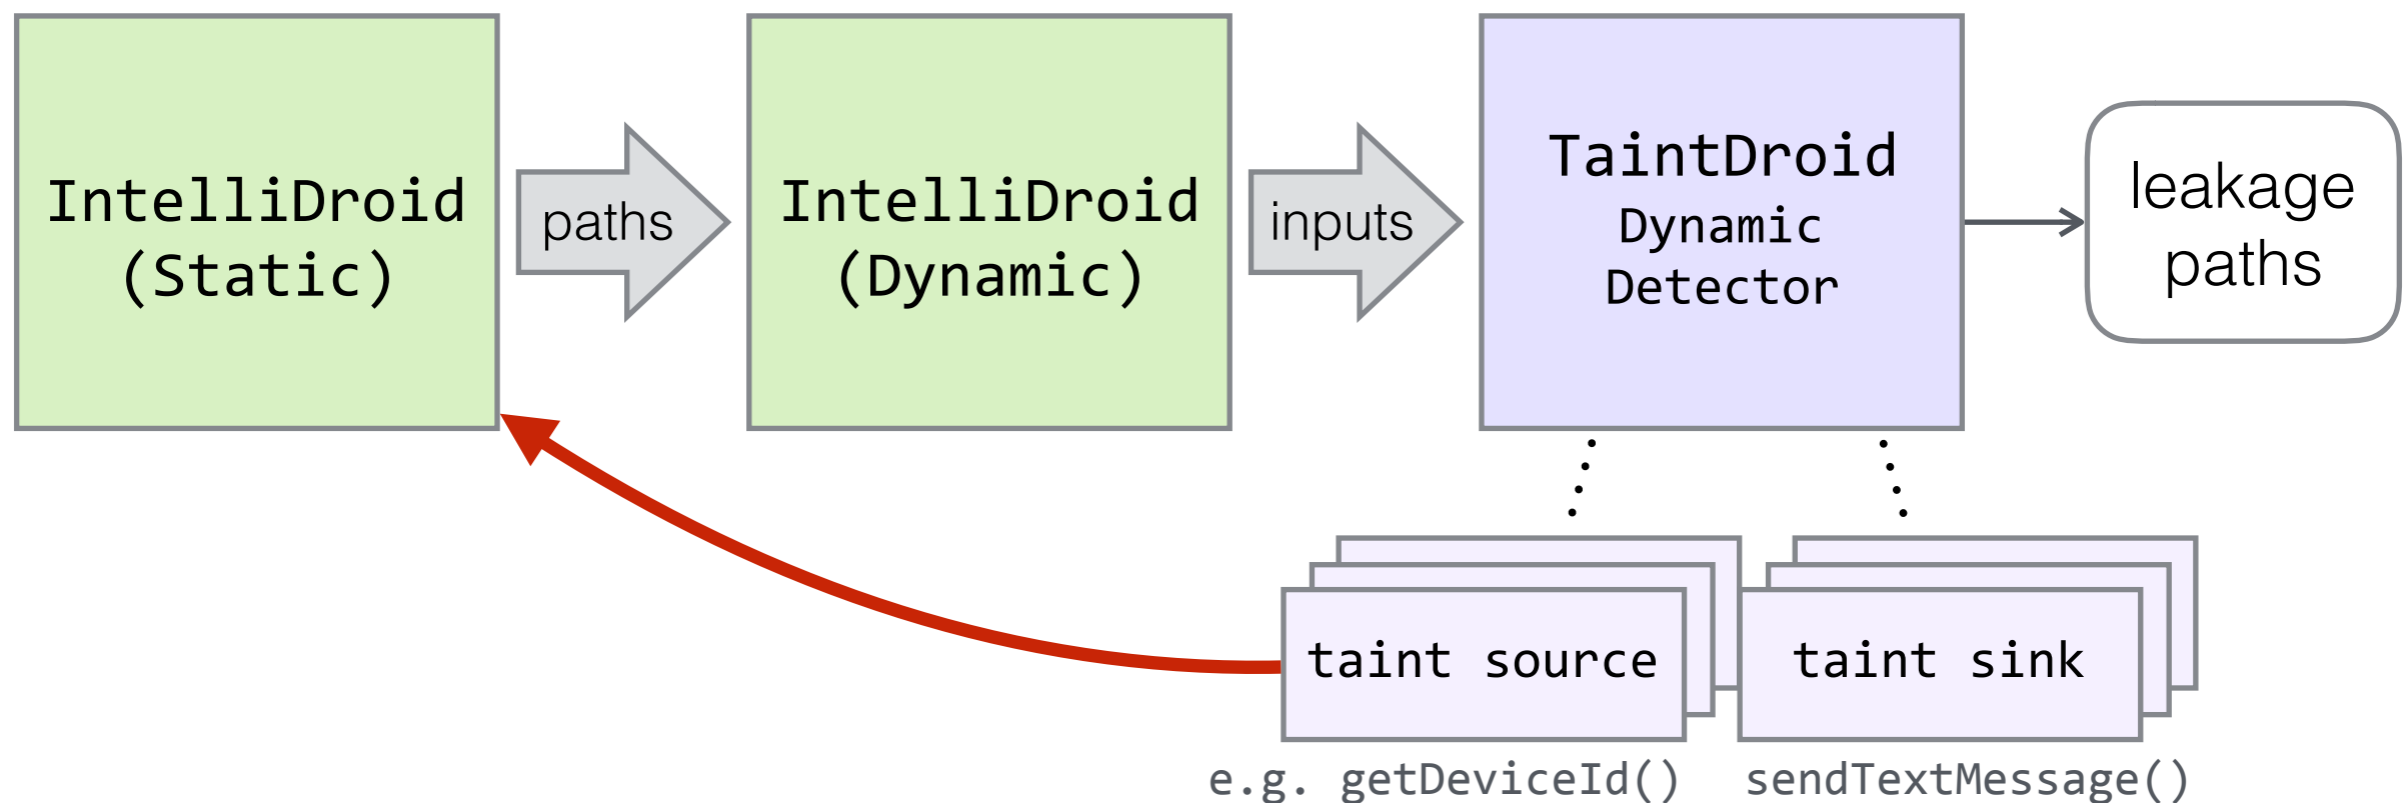 IntelliDroid
(Static)
paths
IntelliDroid
(Dynamic)
inputs
TaintDroid
Dynamic
Detector
leakage
paths
taint source
taint sink
e.g. getDeviceId()
sendTextMessage()